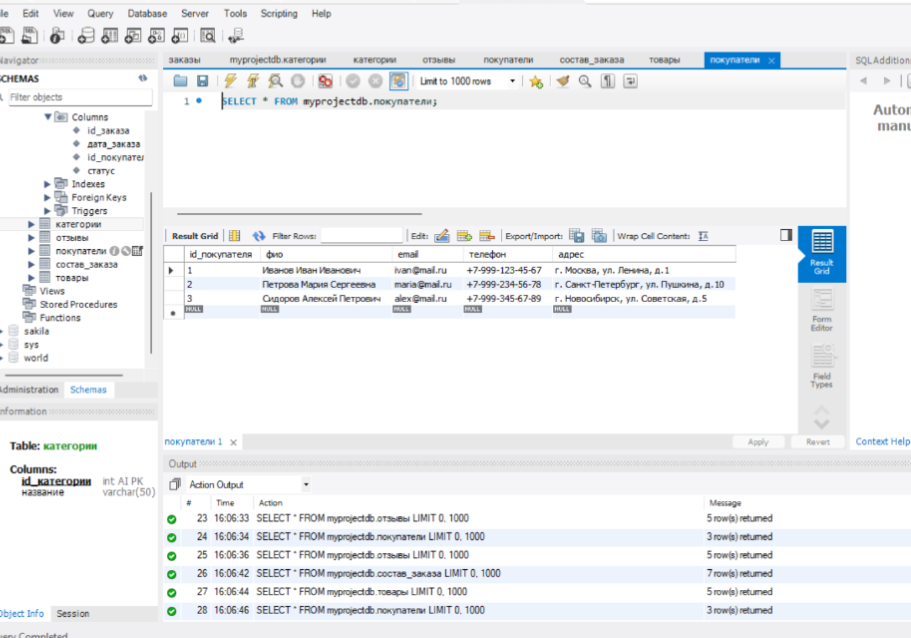 File Edit View Query Database Server Tools Scripting Help
Navigator
SCHEMAS
Filter objects
Columns
id_заказа
дата_заказа
id_покупател
статус
Indexes
Foreign Keys
Triggers
категории
отзывы
покупатели
состав_заказа
товары
Views
Stored Procedures
Functions
sakila
sys
world
Administration Schemas
Information
Table: категории
Columns:
id_категории int AI PK
название varchar(50)
Object Info Session
Query Completed
заказы myprojectdb.категории категории отзывы покупатели состав_заказа товары покупатели
Limit to 1000 rows
1 SELECT * FROM myprojectdb.покупатели;
Result Grid Filter Rows: Edit: Export/Import: Wrap Cell Content:
id_покупателя фио email телефон адрес
1 Иванов Иван Иванович ivan@mail.ru +7-999-123-45-67 г. Москва, ул. Ленина, д.1
2 Петрова Мария Сергеевна maria@mail.ru +7-999-234-56-78 г. Санкт-Петербург, ул. Пушкина, д.10
3 Сидоров Алексей Петрович alex@mail.ru +7-999-345-67-89 г. Новосибирск, ул. Советская, д.5
NULL NULL NULL NULL NULL
Result Grid
Form Editor
Field Types
покупатели 1 Apply Revert
SQLAddition
Autom
manu
Context Help
Output
Action Output
# Time Action Message
23 16:06:33 SELECT * FROM myprojectdb.отзывы LIMIT 0, 1000 5 row(s) returned
24 16:06:34 SELECT * FROM myprojectdb.покупатели LIMIT 0, 1000 3 row(s) returned
25 16:06:36 SELECT * FROM myprojectdb.отзывы LIMIT 0, 1000 5 row(s) returned
26 16:06:42 SELECT * FROM myprojectdb.состав_заказа LIMIT 0, 1000 7 row(s) returned
27 16:06:44 SELECT * FROM myprojectdb.товары LIMIT 0, 1000 5 row(s) returned
28 16:06:46 SELECT * FROM myprojectdb.покупатели LIMIT 0, 1000 3 row(s) returned